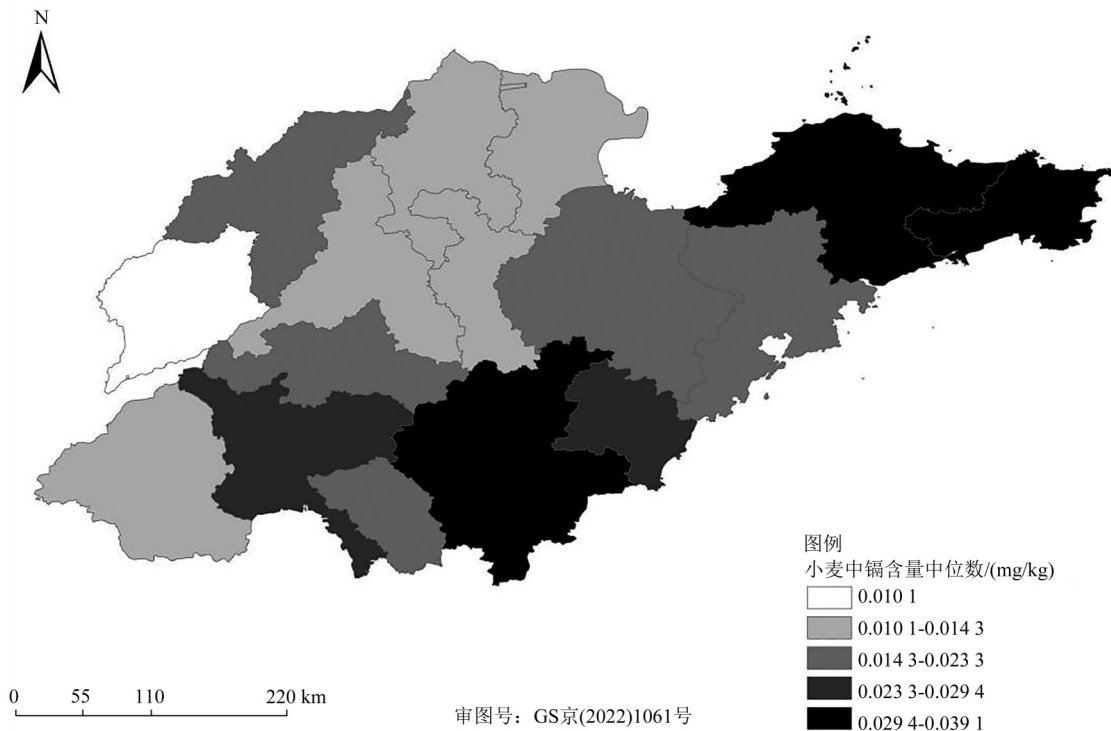 N
图例
小麦中镉含量中位数/(mg/kg)
0.010 1
0.010 1-0.014 3
0.014 3-0.023 3
0.023 3-0.029 4
0.029 4-0.039 1
0 55 110 220 km
审图号：GS京(2022)1061号